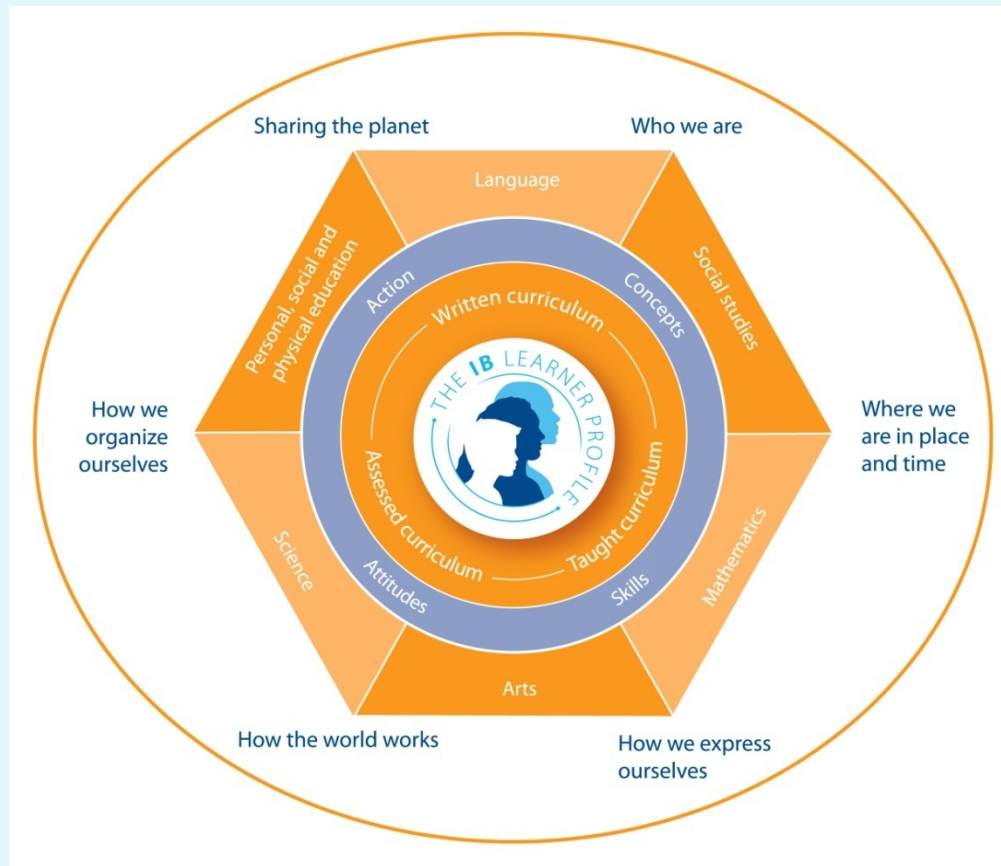 Sharing the planet
Who we are
Language
Personal, social and
physical education
Social studies
Action
Concepts
Written curriculum
THE IB LEARNER PROFILE
How we
organize
ourselves
Where we
are in place
and time
Assessed curriculum
Taught curriculum
Science
Mathematics
Attitudes
Skills
Arts
How the world works
How we express
ourselves